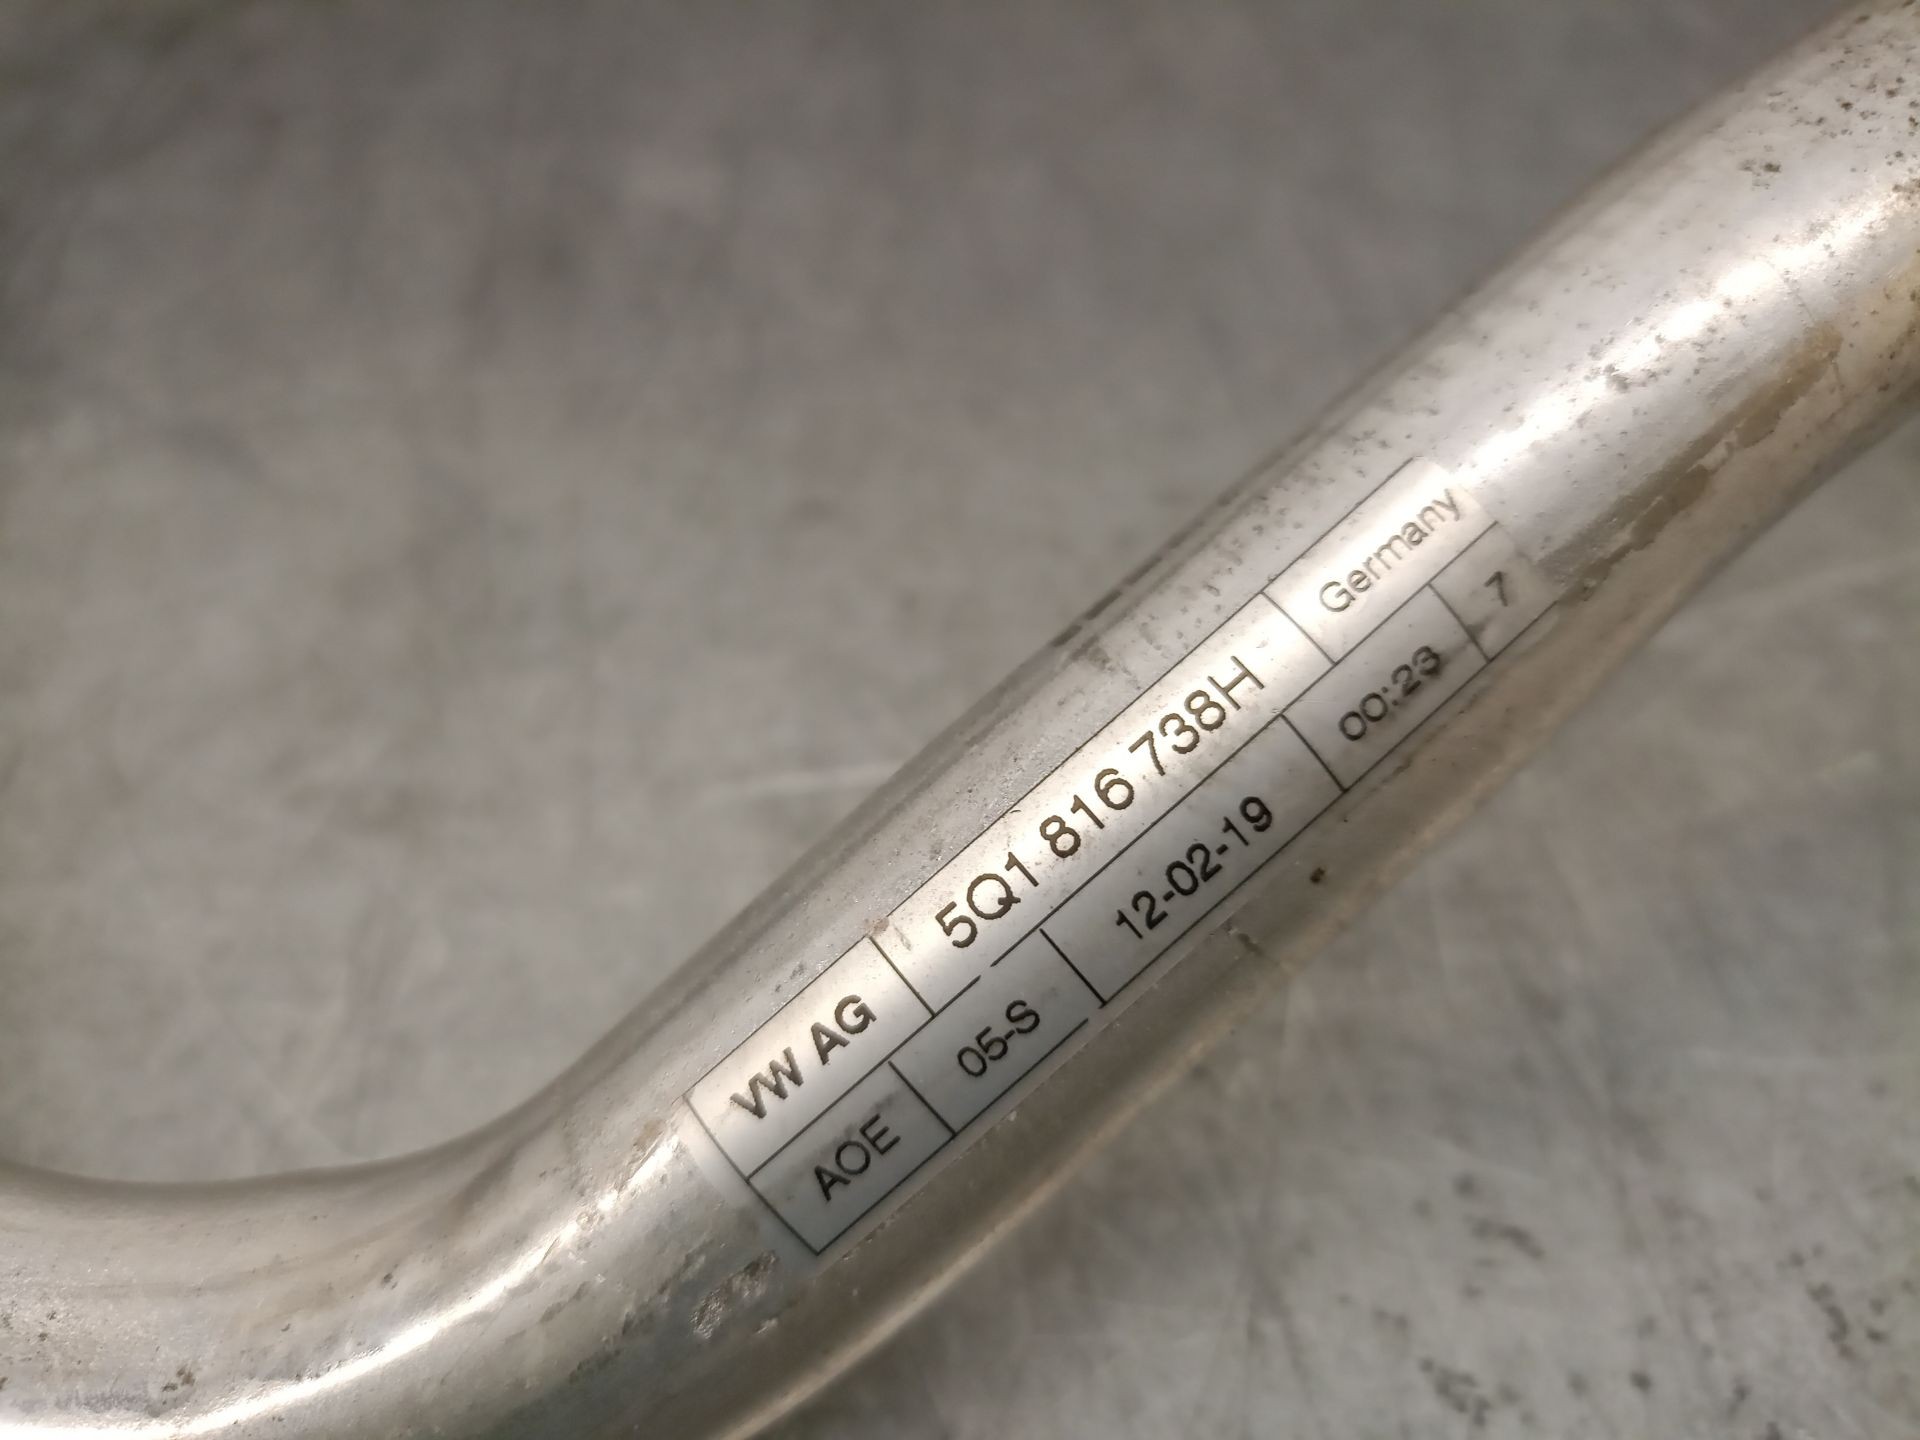 VW AG 5Q1 816 738H Germany
AOE 05-S 12-02-19 00:23 7